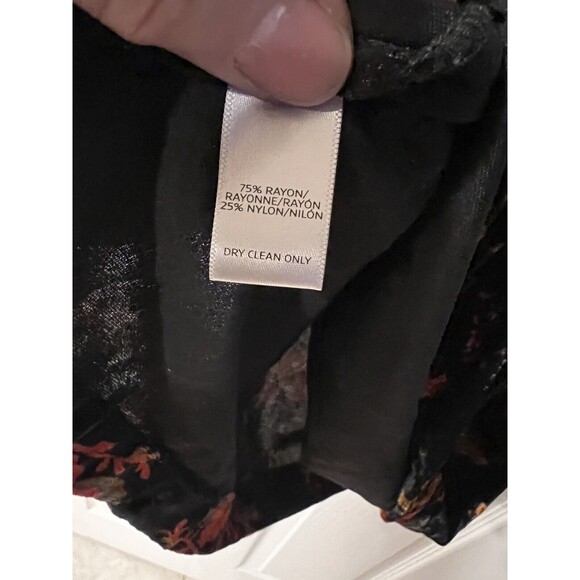 75% RAYON/
RAYONNE/RAYÓN
25% NYLON/NILÓN
DRY CLEAN ONLY